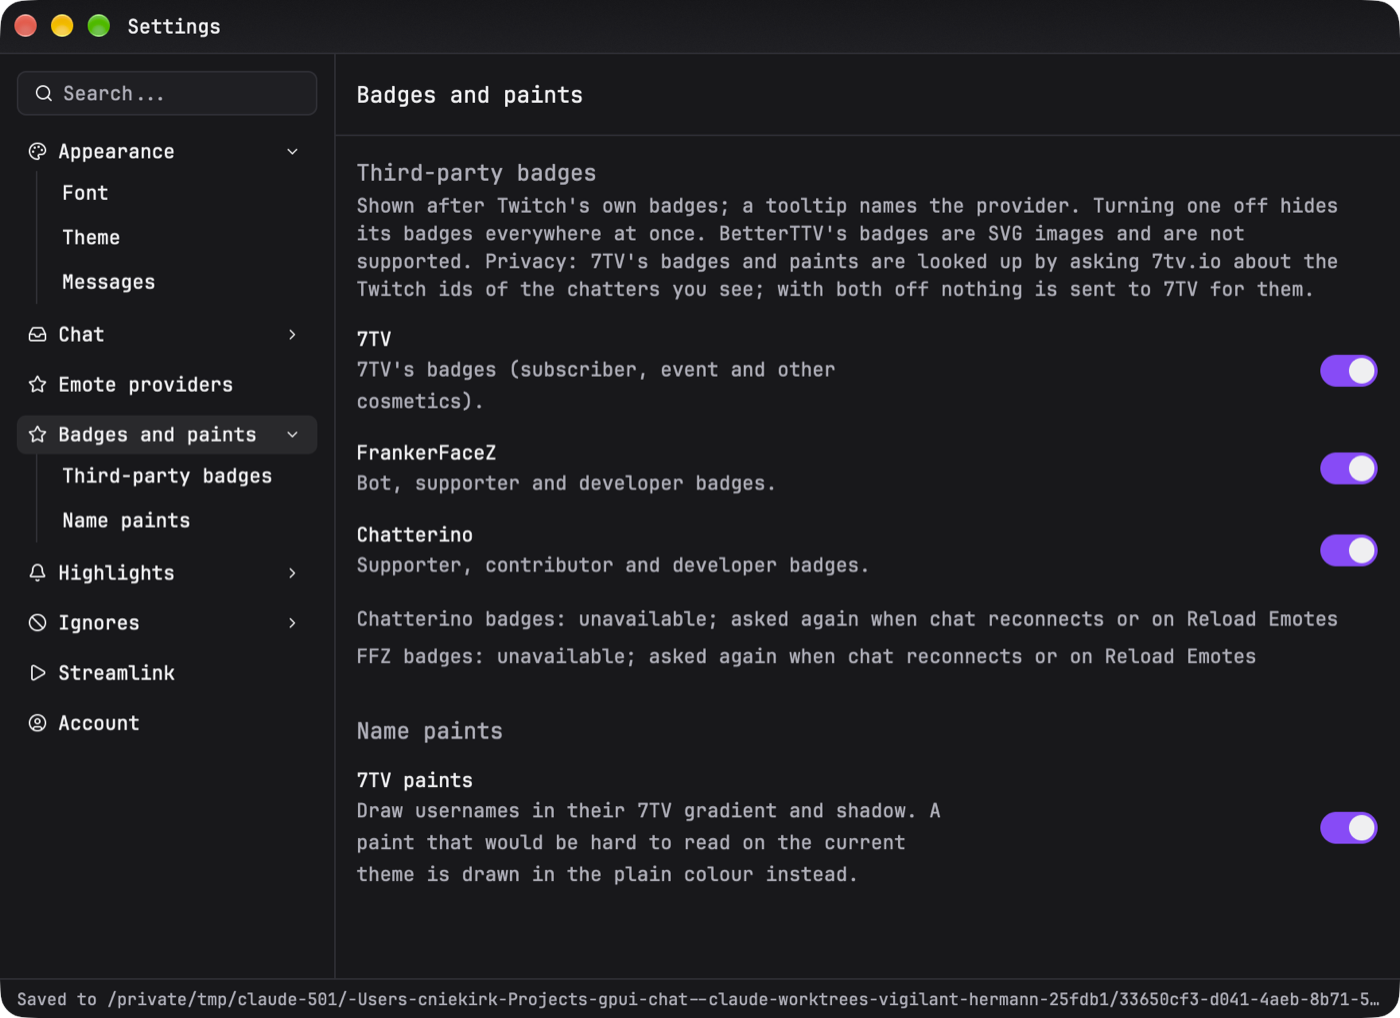 Settings
Search...
Appearance
Font
Theme
Messages
Chat
Emote providers
Badges and paints
Third-party badges
Name paints
Highlights
Ignores
Streamlink
Account
Badges and paints
Third-party badges
Shown after Twitch's own badges; a tooltip names the provider. Turning one off hides
its badges everywhere at once. BetterTTV's badges are SVG images and are not
supported. Privacy: 7TV's badges and paints are looked up by asking 7tv.io about the
Twitch ids of the chatters you see; with both off nothing is sent to 7TV for them.
7TV
7TV's badges (subscriber, event and other
cosmetics).
FrankerFaceZ
Bot, supporter and developer badges.
Chatterino
Supporter, contributor and developer badges.
Chatterino badges: unavailable; asked again when chat reconnects or on Reload Emotes
FFZ badges: unavailable; asked again when chat reconnects or on Reload Emotes
Name paints
7TV paints
Draw usernames in their 7TV gradient and shadow. A
paint that would be hard to read on the current
theme is drawn in the plain colour instead.
Saved to /private/tmp/claude-501/-Users-cniekirk-Projects-gpui-chat--claude-worktrees-vigilant-hermann-25fdb1/33650cf3-d041-4aeb-8b71-5…